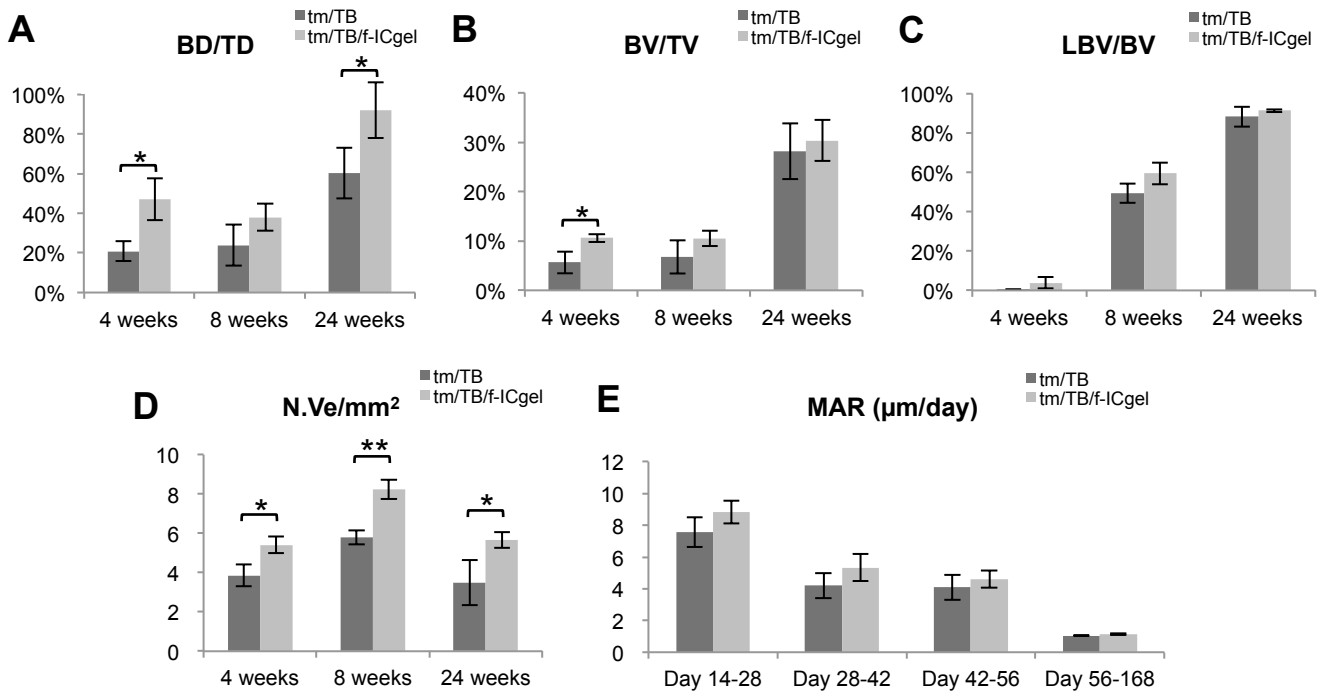 A
BD/TD
tm/TB
tm/TB/f-ICgel
100%
80%
60%
40%
20%
0%
*
*
4 weeks
8 weeks
24 weeks
B
BV/TV
tm/TB
tm/TB/f-ICgel
40%
30%
20%
10%
0%
*
4 weeks
8 weeks
24 weeks
C
LBV/BV
tm/TB
tm/TB/f-ICgel
100%
80%
60%
40%
20%
0%
4 weeks
8 weeks
24 weeks
D
N.Ve/mm²
tm/TB
tm/TB/f-ICgel
10
8
6
4
2
0
*
**
*
4 weeks
8 weeks
24 weeks
E
MAR (µm/day)
tm/TB
tm/TB/f-ICgel
12
10
8
6
4
2
0
Day 14-28
Day 28-42
Day 42-56
Day 56-168